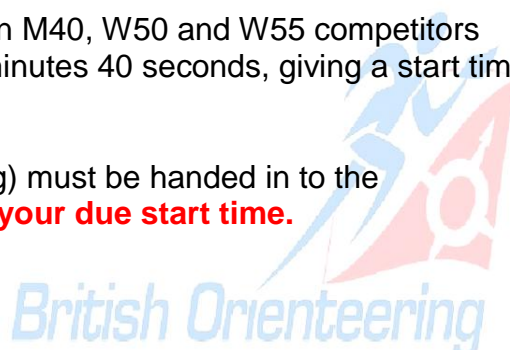 n M40, W50 and W55 competitors
ninutes 40 seconds, giving a start tim
g) must be handed in to the
your due start time.
British Orienteering